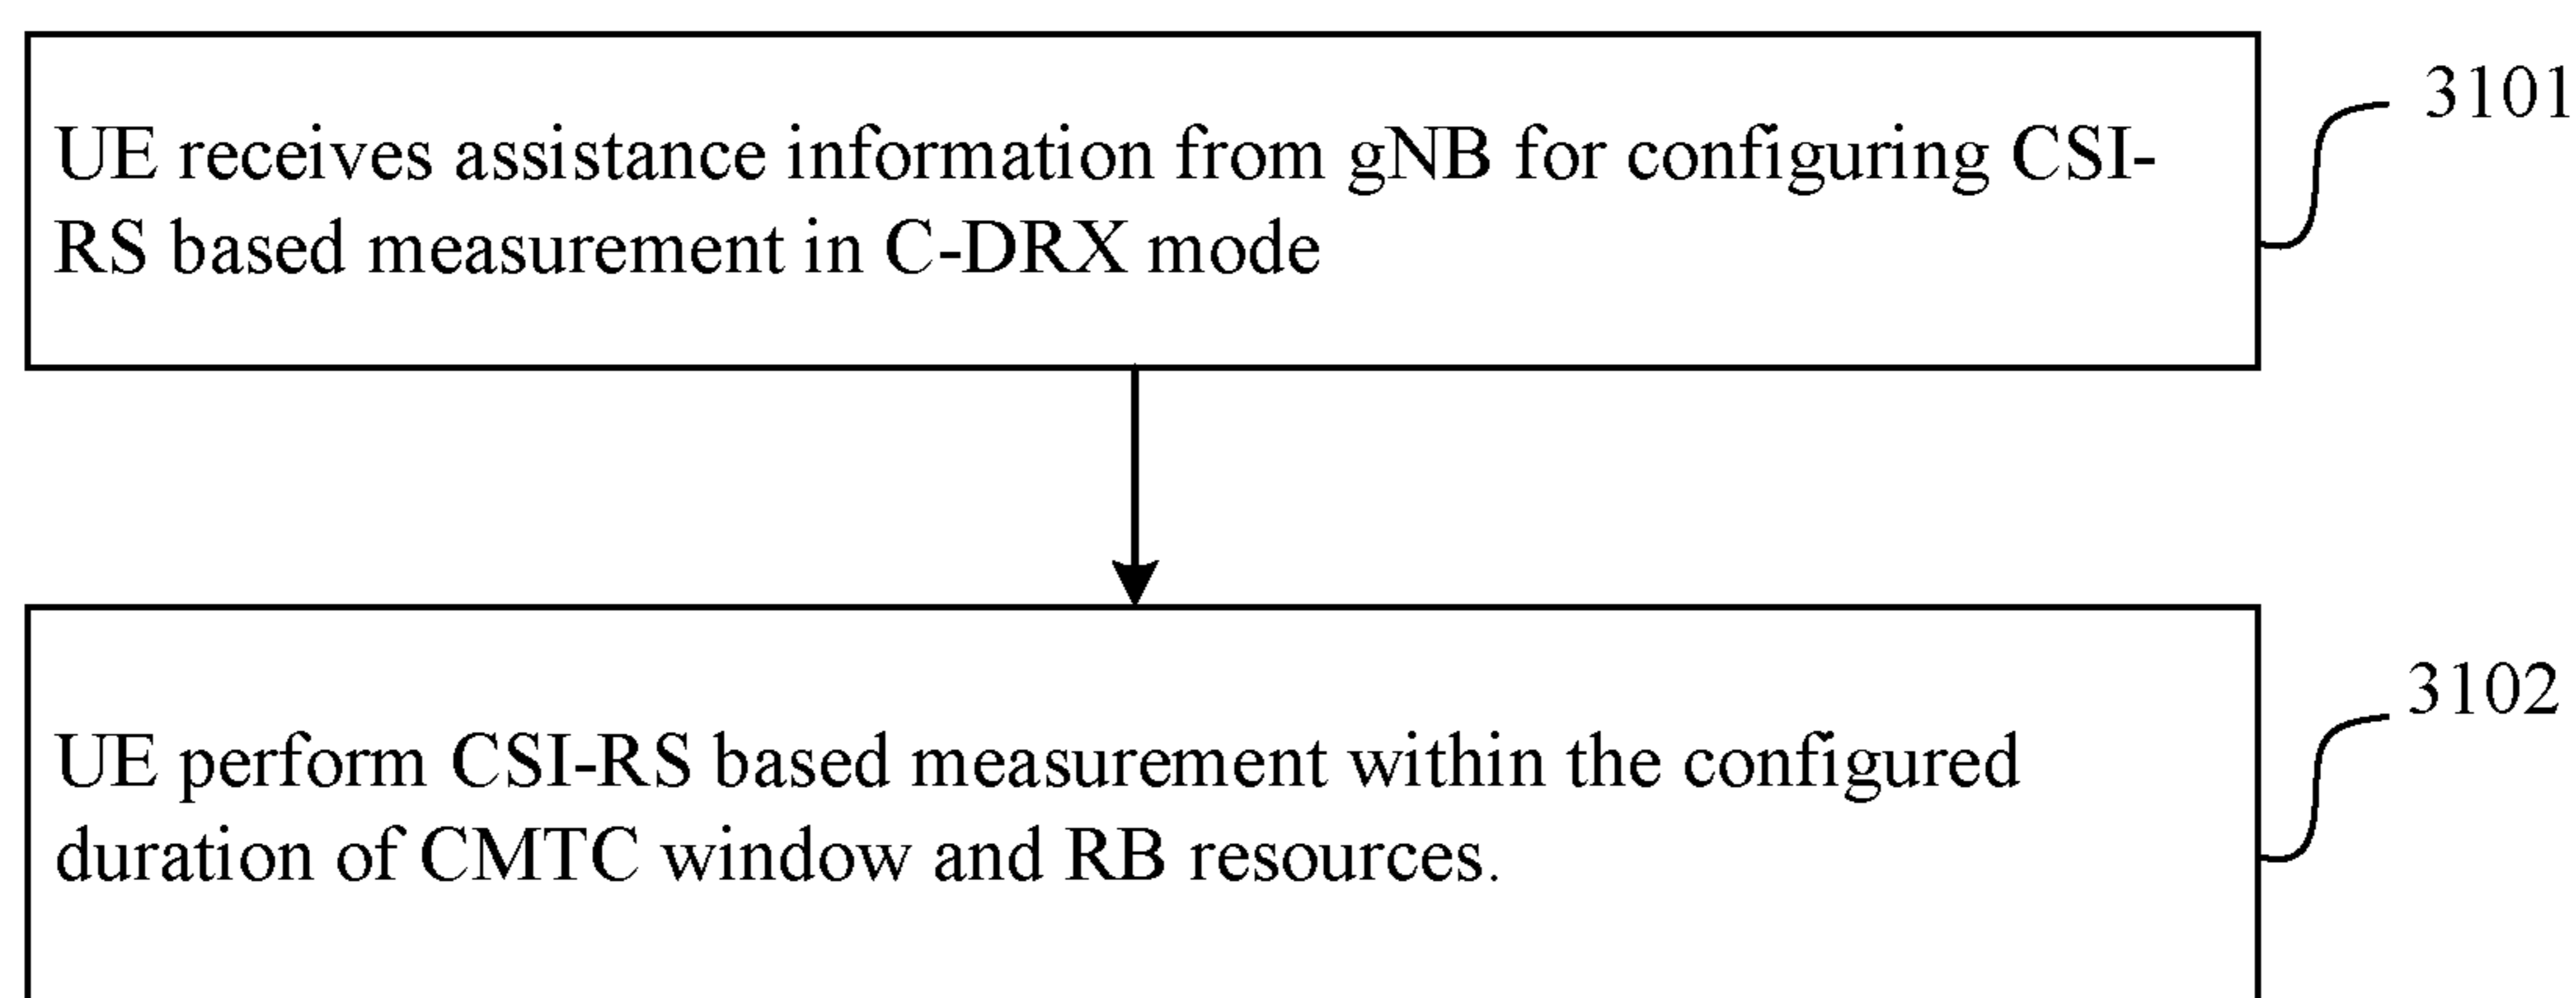 UE receives assistance information from gNB for configuring CSI-
RS based measurement in C-DRX mode
3101
UE perform CSI-RS based measurement within the configured
duration of CMTC window and RB resources.
3102